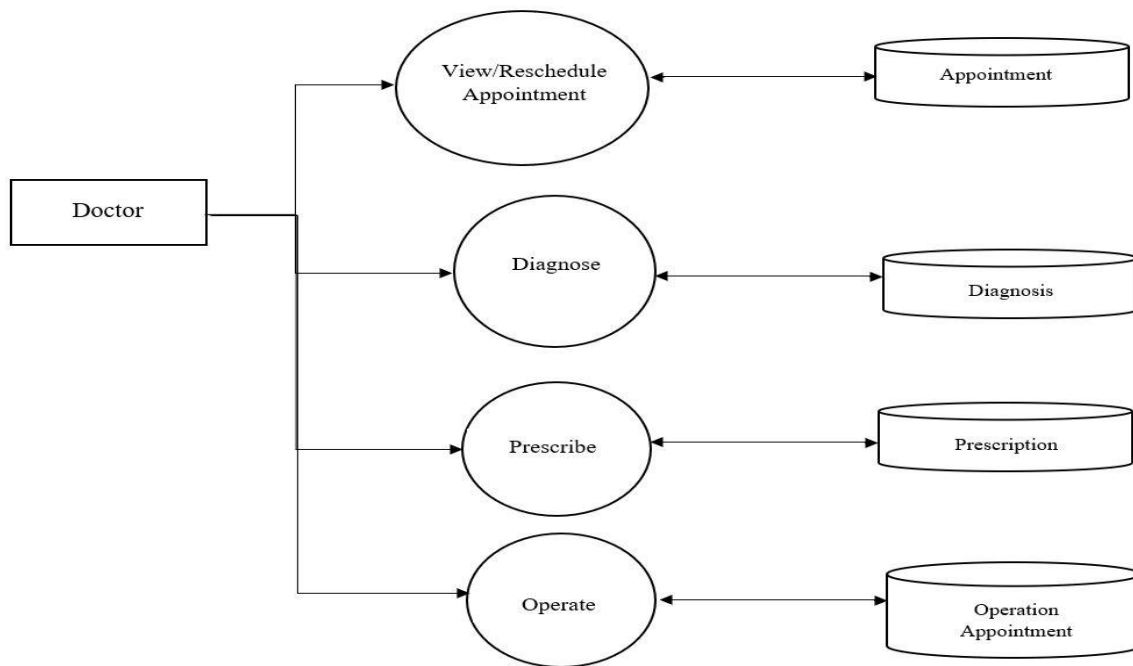 View/Reschedule
Appointment
Appointment
Doctor
Diagnose
Diagnosis
Prescribe
Prescription
Operate
Operation
Appointment